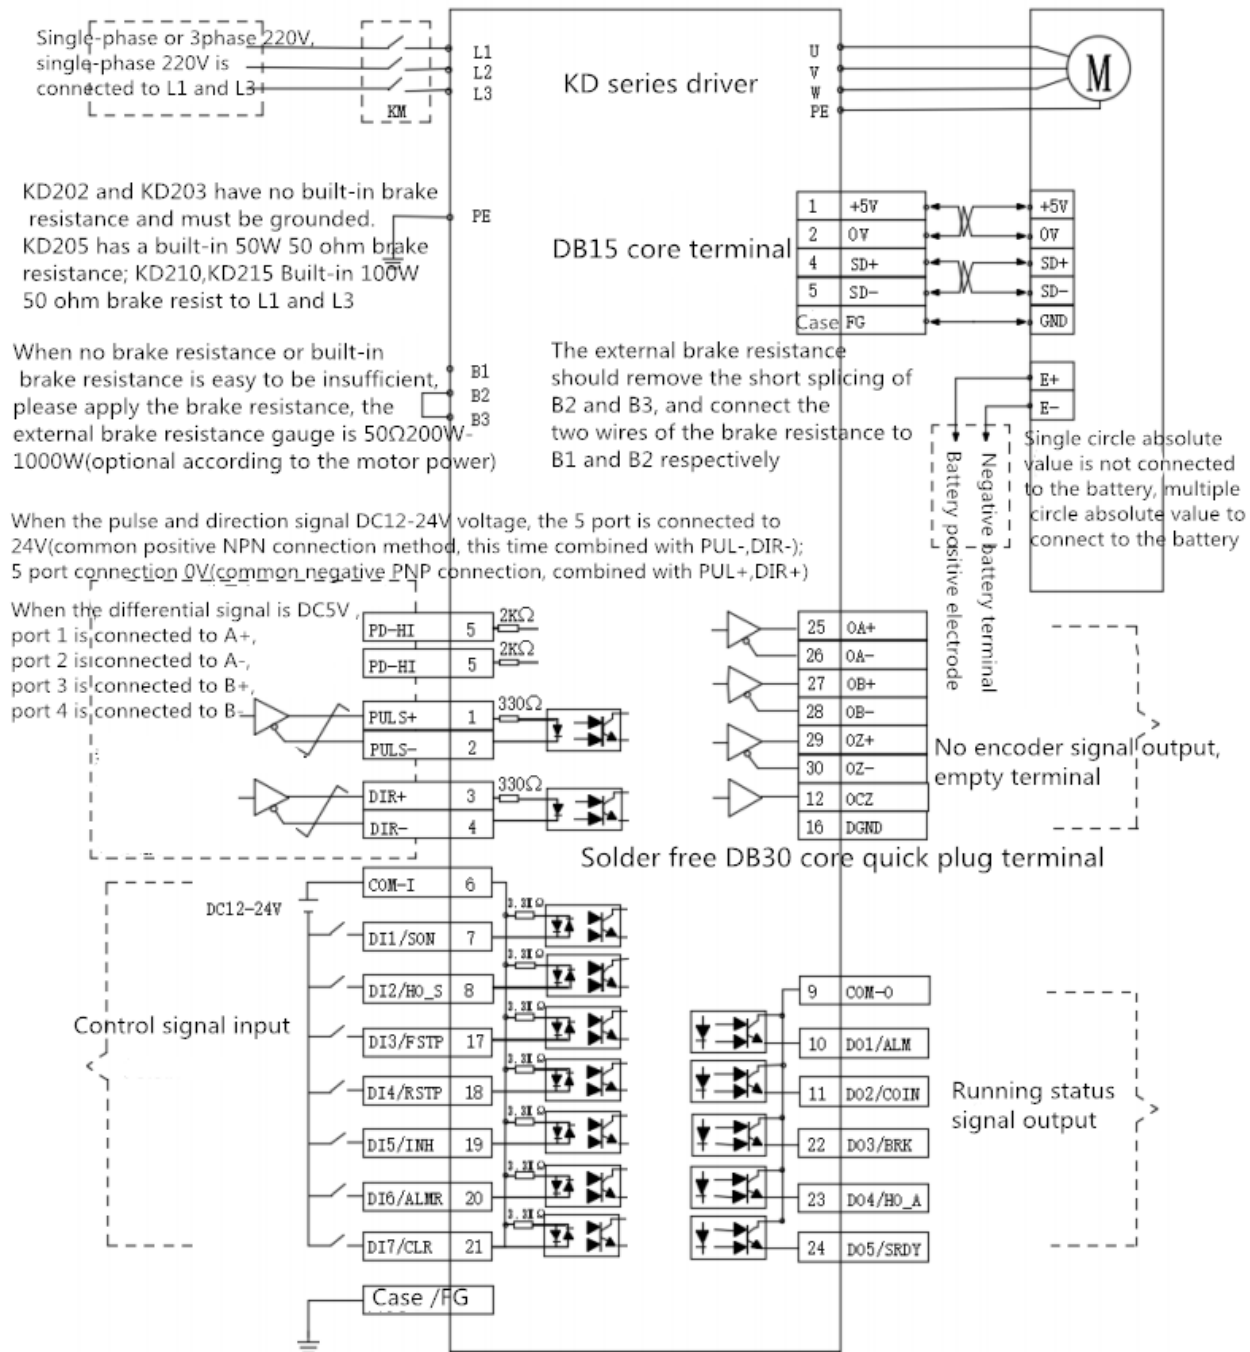 Single-phase or 3phase 220V,
single-phase 220V is
connected to L1 and L3
KM
L1
L2
L3
KD series driver
U
V
W
PE
M
KD202 and KD203 have no built-in brake
resistance and must be grounded.
KD205 has a built-in 50W 50 ohm brake
resistance; KD210,KD215 Built-in 100W
50 ohm brake resist to L1 and L3
PE
DB15 core terminal
1 +5V +5V
2 0V 0V
4 SD+ SD+
5 SD- SD-
Case FG GND
When no brake resistance or built-in
brake resistance is easy to be insufficient,
please apply the brake resistance, the
external brake resistance gauge is 50Ω200W-
1000W(optional according to the motor power)
B1
B2
B3
The external brake resistance
should remove the short splicing of
B2 and B3, and connect the
two wires of the brake resistance to
B1 and B2 respectively
E+
E-
Battery positive electrode
Negative battery terminal
Single circle absolute
value is not connected
to the battery, multiple
circle absolute value to
connect to the battery
When the pulse and direction signal DC12-24V voltage, the 5 port is connected to
24V(common positive NPN connection method, this time combined with PUL-,DIR-);
5 port connection 0V(common negative PNP connection, combined with PUL+,DIR+)
When the differential signal is DC5V ,
port 1 is connected to A+,
port 2 is connected to A-,
port 3 is connected to B+,
port 4 is connected to B-
PD-HI 5 2KΩ
PD-HI 5 2KΩ
PULS+ 1 330Ω
PULS- 2
DIR+ 3 330Ω
DIR- 4
25 OA+
26 OA-
27 OB+
28 OB-
29 OZ+
30 OZ-
12 OCZ
16 DGND
No encoder signal output,
empty terminal
Solder free DB30 core quick plug terminal
DC12-24V
Control signal input
COM-I 6
3.3KΩ
DI1/SON 7
3.3KΩ
DI2/HO_S 8
3.3KΩ
DI3/FSTP 17
3.3KΩ
DI4/RSTP 18
3.3KΩ
DI5/INH 19
3.3KΩ
DI6/ALMR 20
3.3KΩ
DI7/CLR 21
Case /FG
9 COM-O
10 DO1/ALM
11 DO2/COIN
22 DO3/BRK
23 DO4/HO_A
24 DO5/SRDY
Running status
signal output